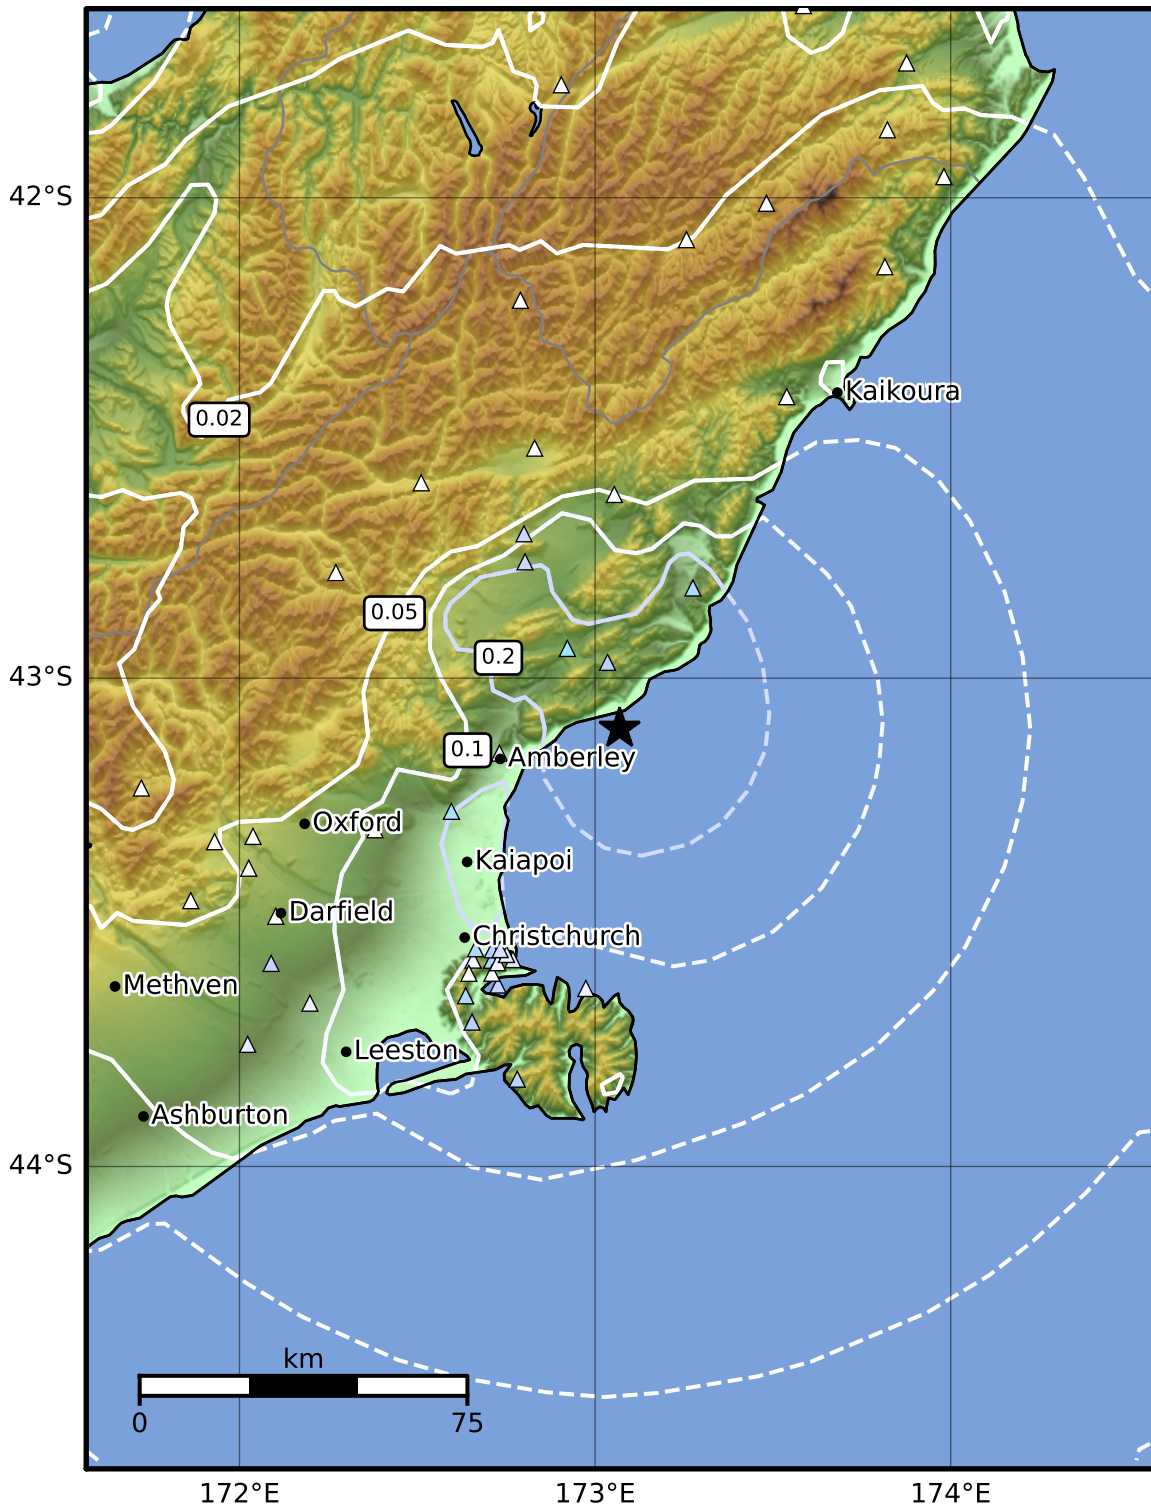 42°S
Kaikoura
0.02
0.05
0.2
43°S
0.1
Amberley
Oxford
Kaiapoi
Darfield
Christchurch
Methven
Leeston
Ashburton
44°S
km
0
75
172°E
173°E
174°E